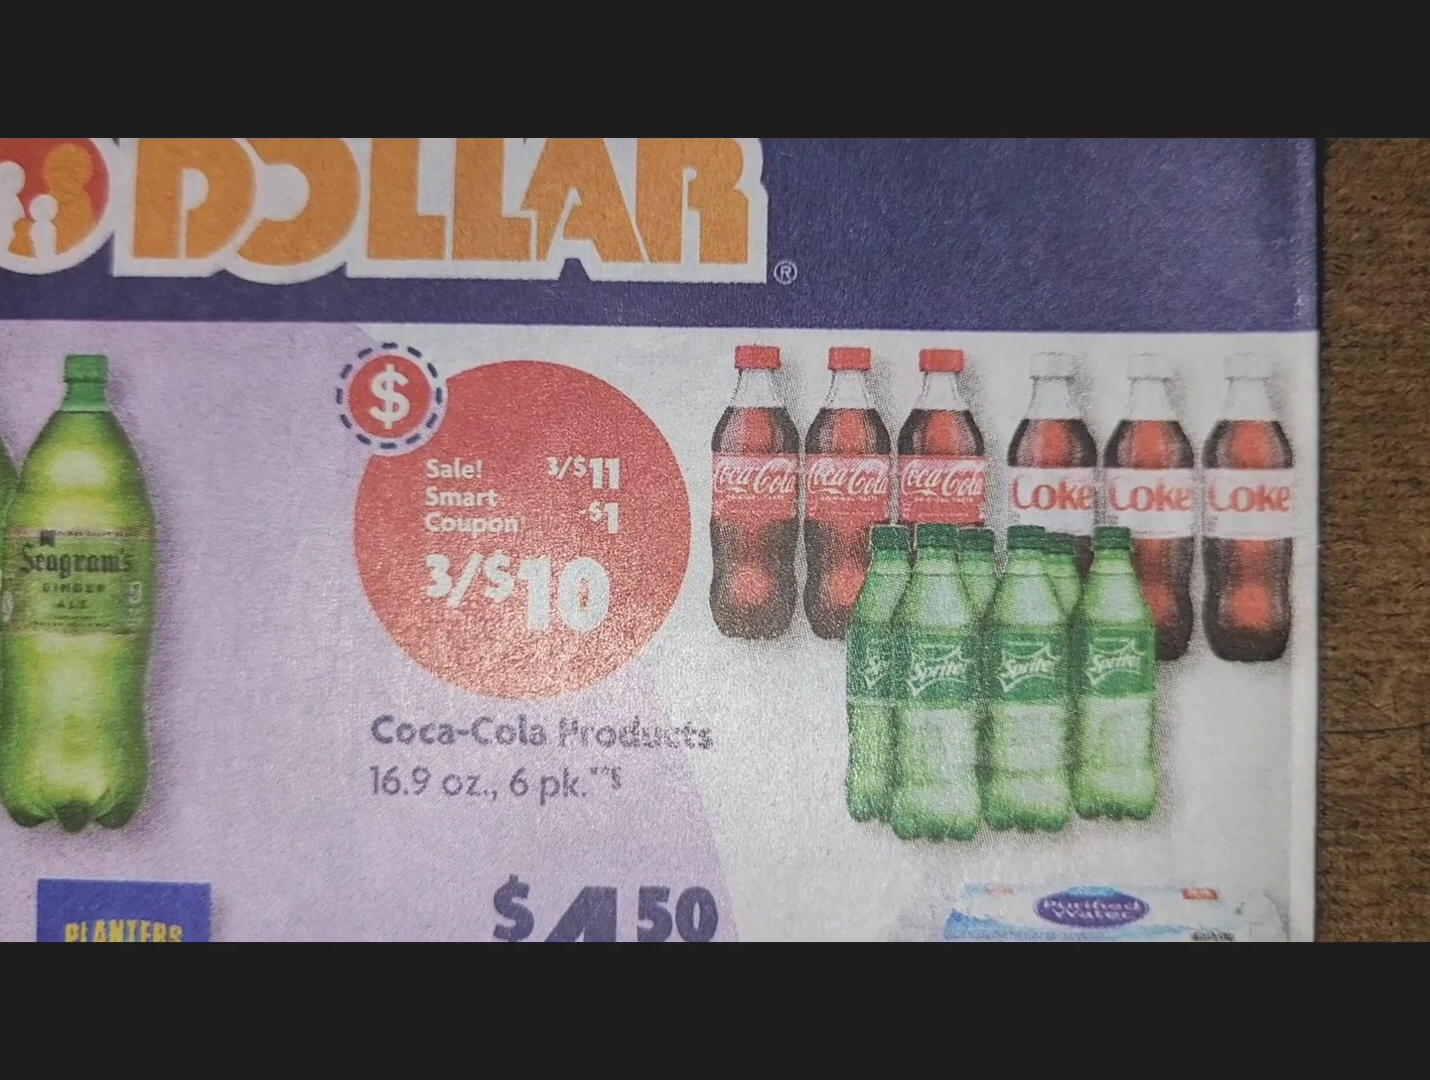 DOLLAR
®
$
Sale! 3/$11
Smart
Coupon -$1
3/$10
Coca-Cola Products
16.9 oz., 6 pk.**§
Seagram's
GINGER
ALE
Coca-Cola Coca-Cola Coca-Cola
Coke Coke Coke
Sprite Sprite Sprite
$4.50
PLANTERS
Purified
Water